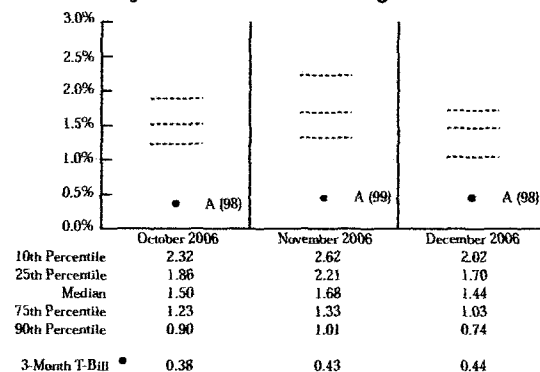 3.0%
2.5%
2.0%
1.5%
1.0%
0.5%
0.0%
A (98)
A (99)
A (98)
October 2006 November 2006 December 2006
10th Percentile 2.32 2.62 2.02
25th Percentile 1.86 2.21 1.70
Median 1.50 1.68 1.44
75th Percentile 1.23 1.33 1.03
90th Percentile 0.90 1.01 0.74
3-Month T-Bill 0.38 0.43 0.44